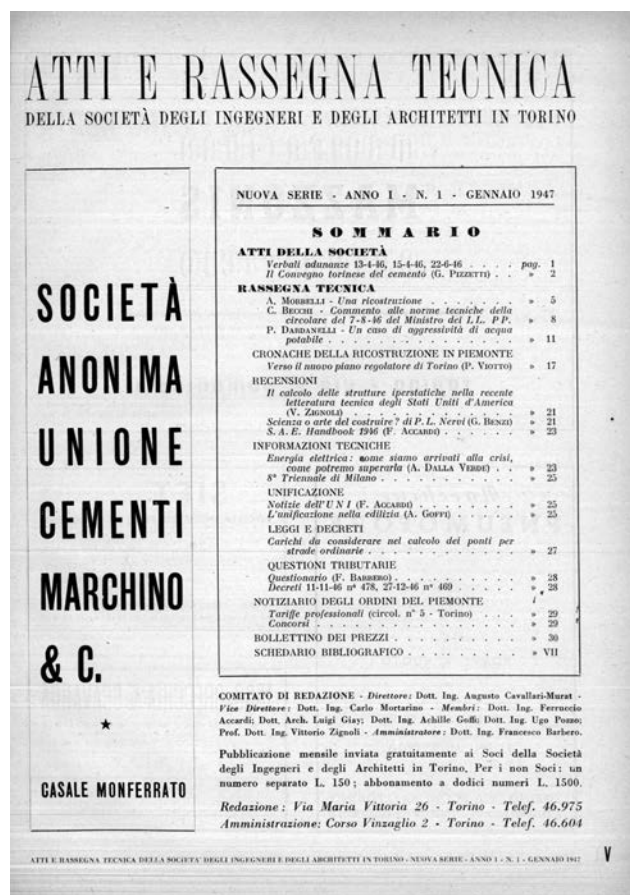 ATTI E RASSEGNA TECNICA
DELLA SOCIETÀ DEGLI INGEGNERI E DEGLI ARCHITETTI IN TORINO
SOCIETÀ
ANONIMA
UNIONE
CEMENTI
MARCHINO
& C.
★
CASALE MONFERRATO
NUOVA SERIE - ANNO I - N. 1 - GENNAIO 1947
SOMMARIO
ATTI DELLA SOCIETÀ
Verbali adunanze 13-4-46, 15-4-46, 22-6-46 . . . . pag. 1
Il Convegno torinese del cemento (G. PIZZETTI) . . » 2
RASSEGNA TECNICA
A. MORBELLI - Una ricostruzione . . . . . . . » 5
C. BECCHI - Commento alle norme tecniche della
circolare del 7-8-46 del Ministro dei LL. PP. » 8
P. DARDANELLI - Un caso di aggressività di acqua
potabile . . . . . . . . . . . . . » 11
CRONACHE DELLA RICOSTRUZIONE IN PIEMONTE
Verso il nuovo piano regolatore di Torino (P. VIOTTO) » 17
RECENSIONI
Il calcolo delle strutture iperstatiche nella recente
letteratura tecnica degli Stati Uniti d'America
(V. ZIGNOLI) . . . . . . . . . . . . » 21
Scienza o arte del costruire? di P. L. Nervi (G. BENZI) » 21
S. A. E. Handbook 1946 (F. ACCARDI) . . . . » 23
INFORMAZIONI TECNICHE
Energia elettrica: nome siamo arrivati alla crisi,
come potremo superarla (A. DALLA VERDE) . . » 23
8ª Triennale di Milano . . . . . . . . . . » 25
UNIFICAZIONE
Notizie dell'UNI (F. ACCARDI) . . . . . . » 25
L'unificazione nella edilizia (A. GOFFI) . . . . » 25
LEGGI E DECRETI
Carichi da considerare nel calcolo dei ponti per
strade ordinarie . . . . . . . . . . . » 27
QUESTIONI TRIBUTARIE
Questionario (F. BARBERO) . . . . . . . . » 28
Decreti 11-11-46 nº 478, 27-12-46 nº 469 . . . . » 28
NOTIZIARIO DEGLI ORDINI DEL PIEMONTE
Tariffe professionali (circol. nº 5 - Torino) . . . » 29
Concorsi . . . . . . . . . . . . . . » 29
BOLLETTINO DEI PREZZI . . . . . . . . » 30
SCHEDARIO BIBLIOGRAFICO . . . . . . . » VII
COMITATO DI REDAZIONE - Direttore: Dott. Ing. Augusto Cavallari-Murat -
Vice Direttore: Dott. Ing. Carlo Mortarino - Membri: Dott. Ing. Ferruccio
Accardi; Dott. Arch. Luigi Giay; Dott. Ing. Achille Goffi; Dott. Ing. Ugo Pozzo;
Prof. Dott. Ing. Vittorio Zignoli - Amministratore: Dott. Ing. Francesco Barbero.
Pubblicazione mensile inviata gratuitamente ai Soci della Società
degli Ingegneri e degli Architetti in Torino. Per i non Soci: un
numero separato L. 150; abbonamento a dodici numeri L. 1500.
Redazione: Via Maria Vittoria 26 - Torino - Telef. 46.975
Amministrazione: Corso Vinzaglio 2 - Torino - Telef. 46.604
ATTI E RASSEGNA TECNICA DELLA SOCIETÀ DEGLI INGEGNERI E DEGLI ARCHITETTI IN TORINO - NUOVA SERIE - ANNO 1 - N. 1 - GENNAIO 1947
V